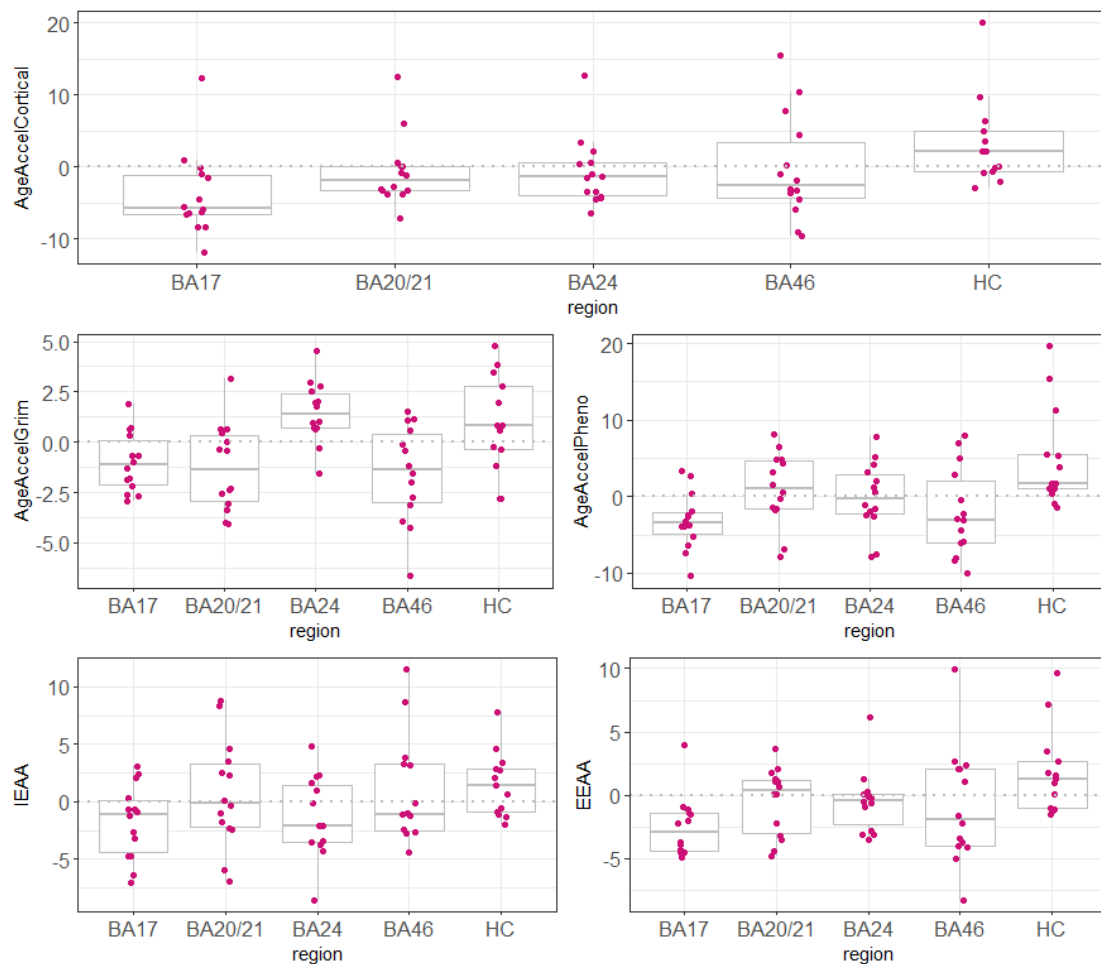 AgeAccelCortical
20
10
0
-10
BA17 BA20/21 BA24 BA46 HC
region
AgeAccelGrim
5.0
2.5
0.0
-2.5
-5.0
BA17 BA20/21 BA24 BA46 HC
region
AgeAccelPheno
20
10
0
-10
BA17 BA20/21 BA24 BA46 HC
region
IEAA
10
5
0
-5
BA17 BA20/21 BA24 BA46 HC
region
EEAA
10
5
0
-5
BA17 BA20/21 BA24 BA46 HC
region